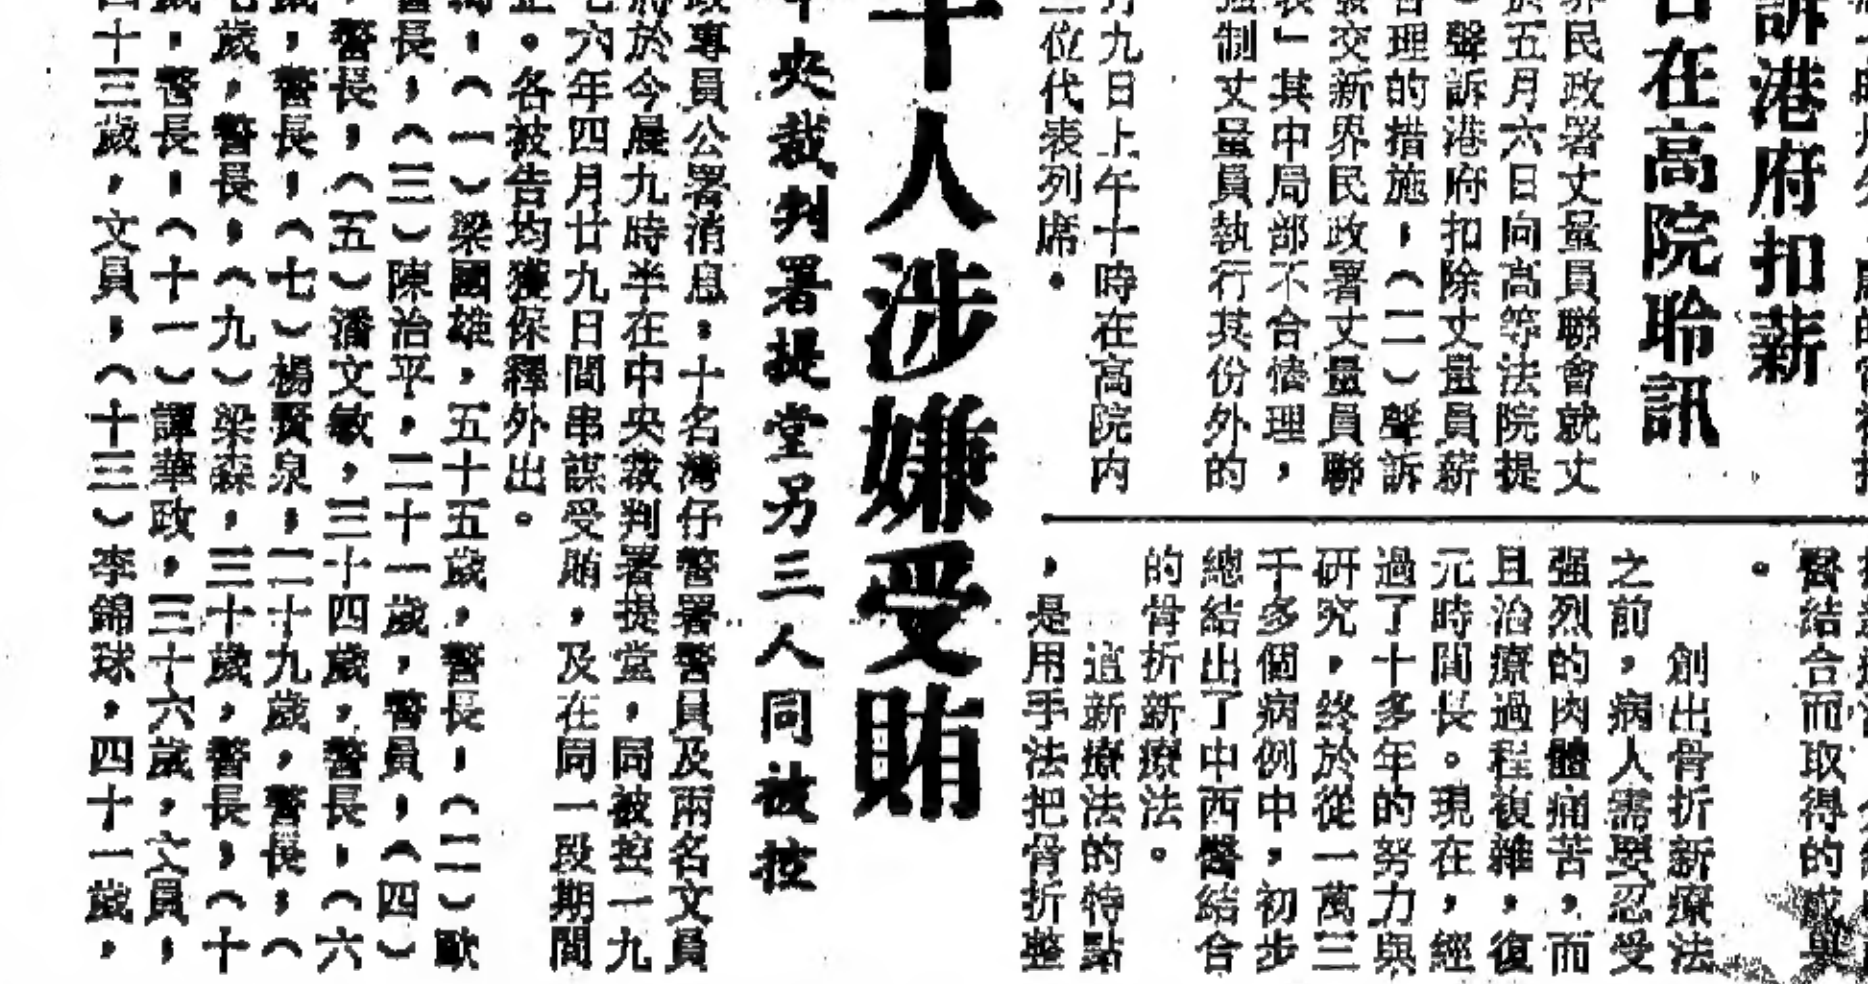 訴港府扣薪
日在高院聆訊
界民政署丈量員聯會就丈
於五月六日向高等法院提
，聲訴港府扣除丈量員薪
合理的措施，（二）聲訴
發交新界民政署丈量員聯
表」其中局部不合情理，
強制丈量員執行其份外的
月九日上午十時在高院內
三位代表列席。
醫結合而取得的成與
。
創出骨折新療法
之前，病人需要忍受
强烈的肉體痛苦，而
且治療過程複雜，復
元時間長。現在，經
過了十多年的努力與
研究，終於從一萬三
千多個病例中，初步
總結出了中西醫結合
的骨折新療法。
這新療法的特點
，是用手法把骨折整
十人涉嫌受賄
中央裁判署提堂另三人同被控
政專員公署消息：十名灣仔警署警員及兩名文員
將於今晨九時半在中央裁判署提堂，同被控一九
七六年四月廿九日間串謀受賄，及在同一段期間
正。各被告均獲保釋外出。
為：（一）梁國雄，五十五歲，警長，（二）歐
警長，（三）陳治平，二十一歲，警員，（四）
，警長，（五）潘文敏，三十四歲，警長，（六
歲，警長，（七）楊賢泉，二十九歲，警長，（
七歲，警長，（九）梁森，三十歲，警長，（十
歲，警長，（十一）譚華政，三十六歲，文員，
四十三歲，文員，（十三）李錦球，四十一歲，